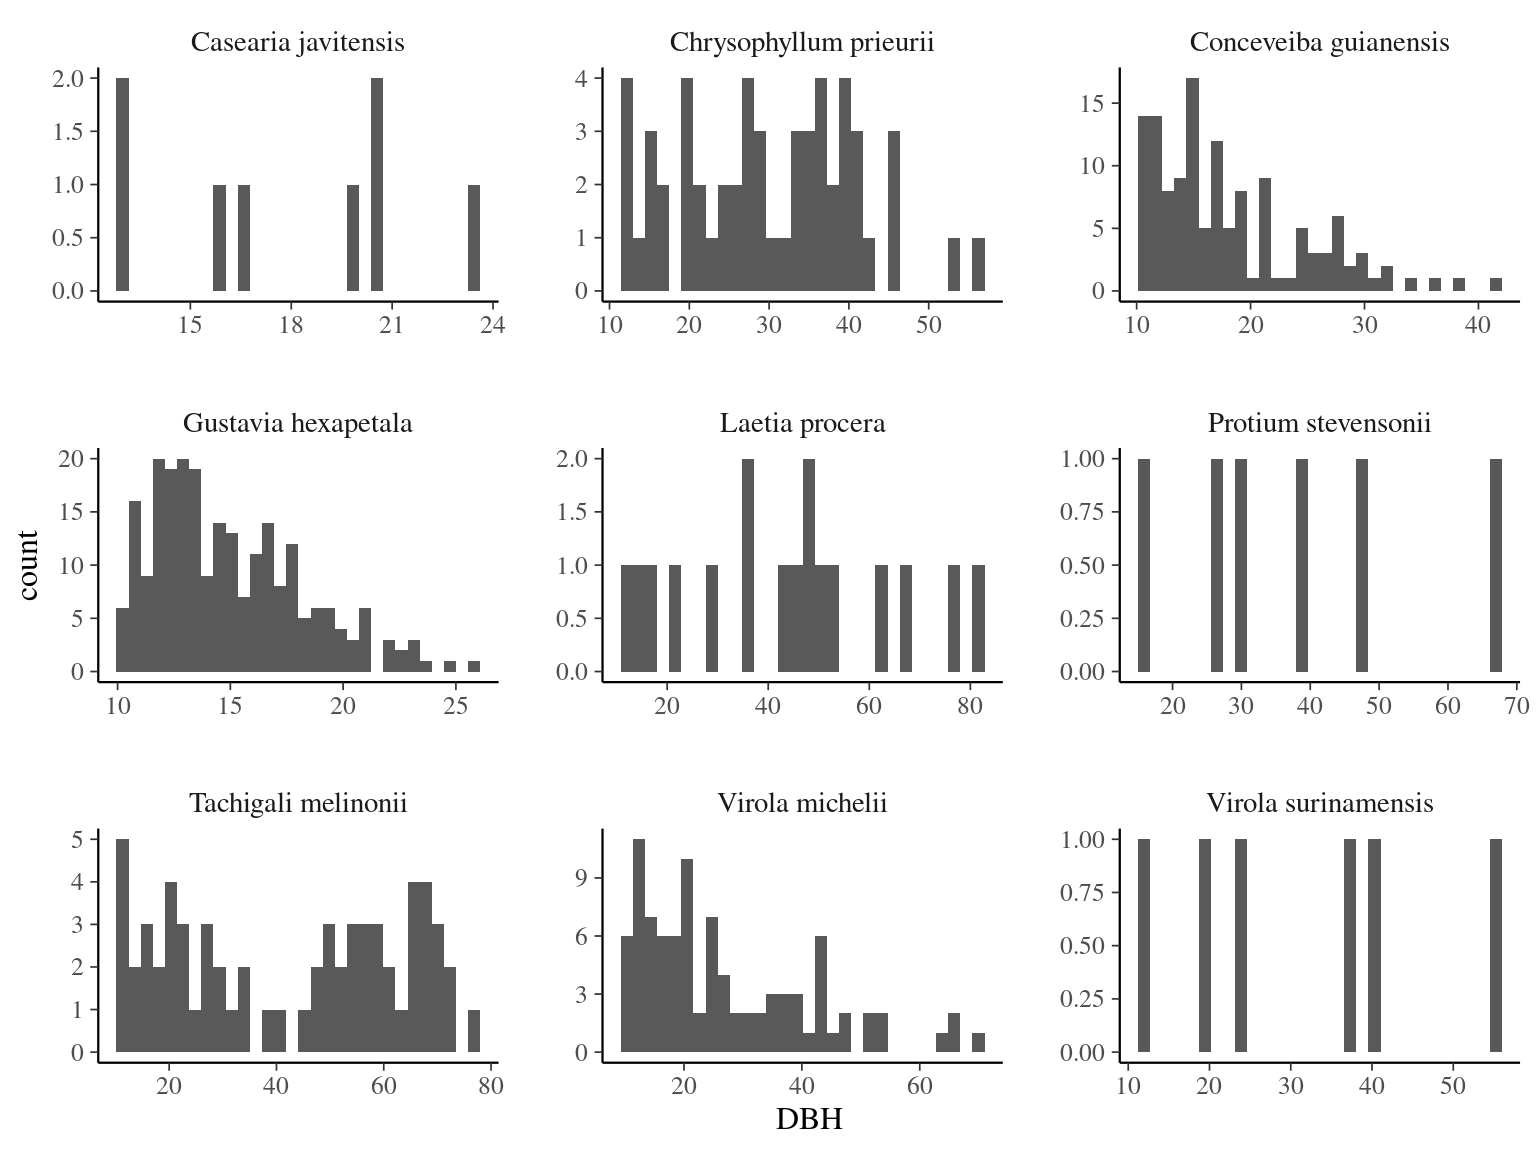 Casearia javitensis
Chrysophyllum prieurii
Conceveiba guianensis
2.0
1.5
1.0
0.5
0.0
15 18 21 24
4
3
2
1
0
10 20 30 40 50
15
10
5
0
10 20 30 40
Gustavia hexapetala
Laetia procera
Protium stevensonii
count
20
15
10
5
0
10 15 20 25
2.0
1.5
1.0
0.5
0.0
20 40 60 80
1.00
0.75
0.50
0.25
0.00
20 30 40 50 60 70
Tachigali melinonii
Virola michelii
Virola surinamensis
5
4
3
2
1
0
20 40 60 80
9
6
3
0
20 40 60
1.00
0.75
0.50
0.25
0.00
10 20 30 40 50
DBH